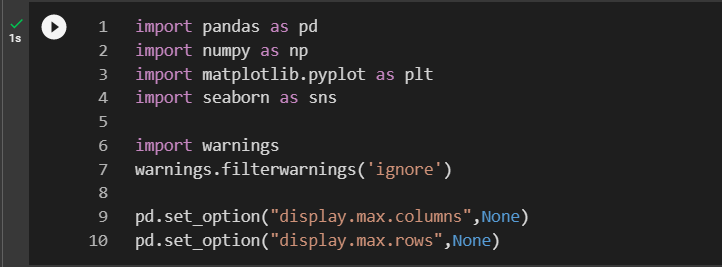 1s
1 import pandas as pd
2 import numpy as np
3 import matplotlib.pyplot as plt
4 import seaborn as sns
5
6 import warnings
7 warnings.filterwarnings('ignore')
8
9 pd.set_option("display.max.columns",None)
10 pd.set_option("display.max.rows",None)